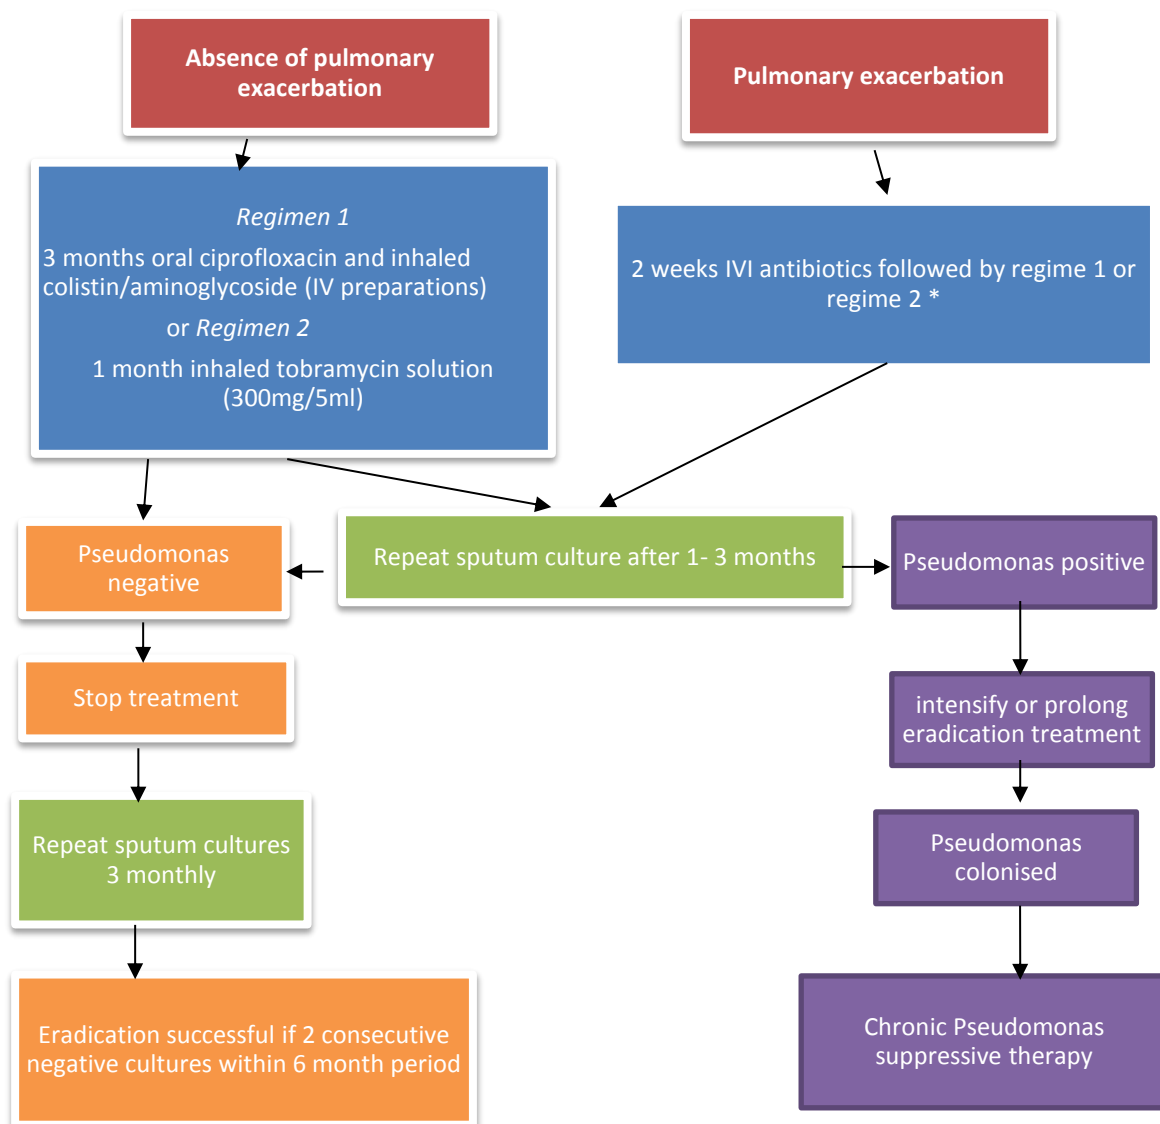 Absence of pulmonary
exacerbation
Pulmonary exacerbation
Regimen 1
3 months oral ciprofloxacin and inhaled
colistin/aminoglycoside (IV preparations)
or Regimen 2
1 month inhaled tobramycin solution
(300mg/5ml)
2 weeks IVI antibiotics followed by regime 1 or
regime 2 *
Pseudomonas
negative
Repeat sputum culture after 1- 3 months
Pseudomonas positive
Stop treatment
intensify or prolong
eradication treatment
Repeat sputum cultures
3 monthly
Pseudomonas
colonised
Eradication successful if 2 consecutive
negative cultures within 6 month period
Chronic Pseudomonas
suppressive therapy